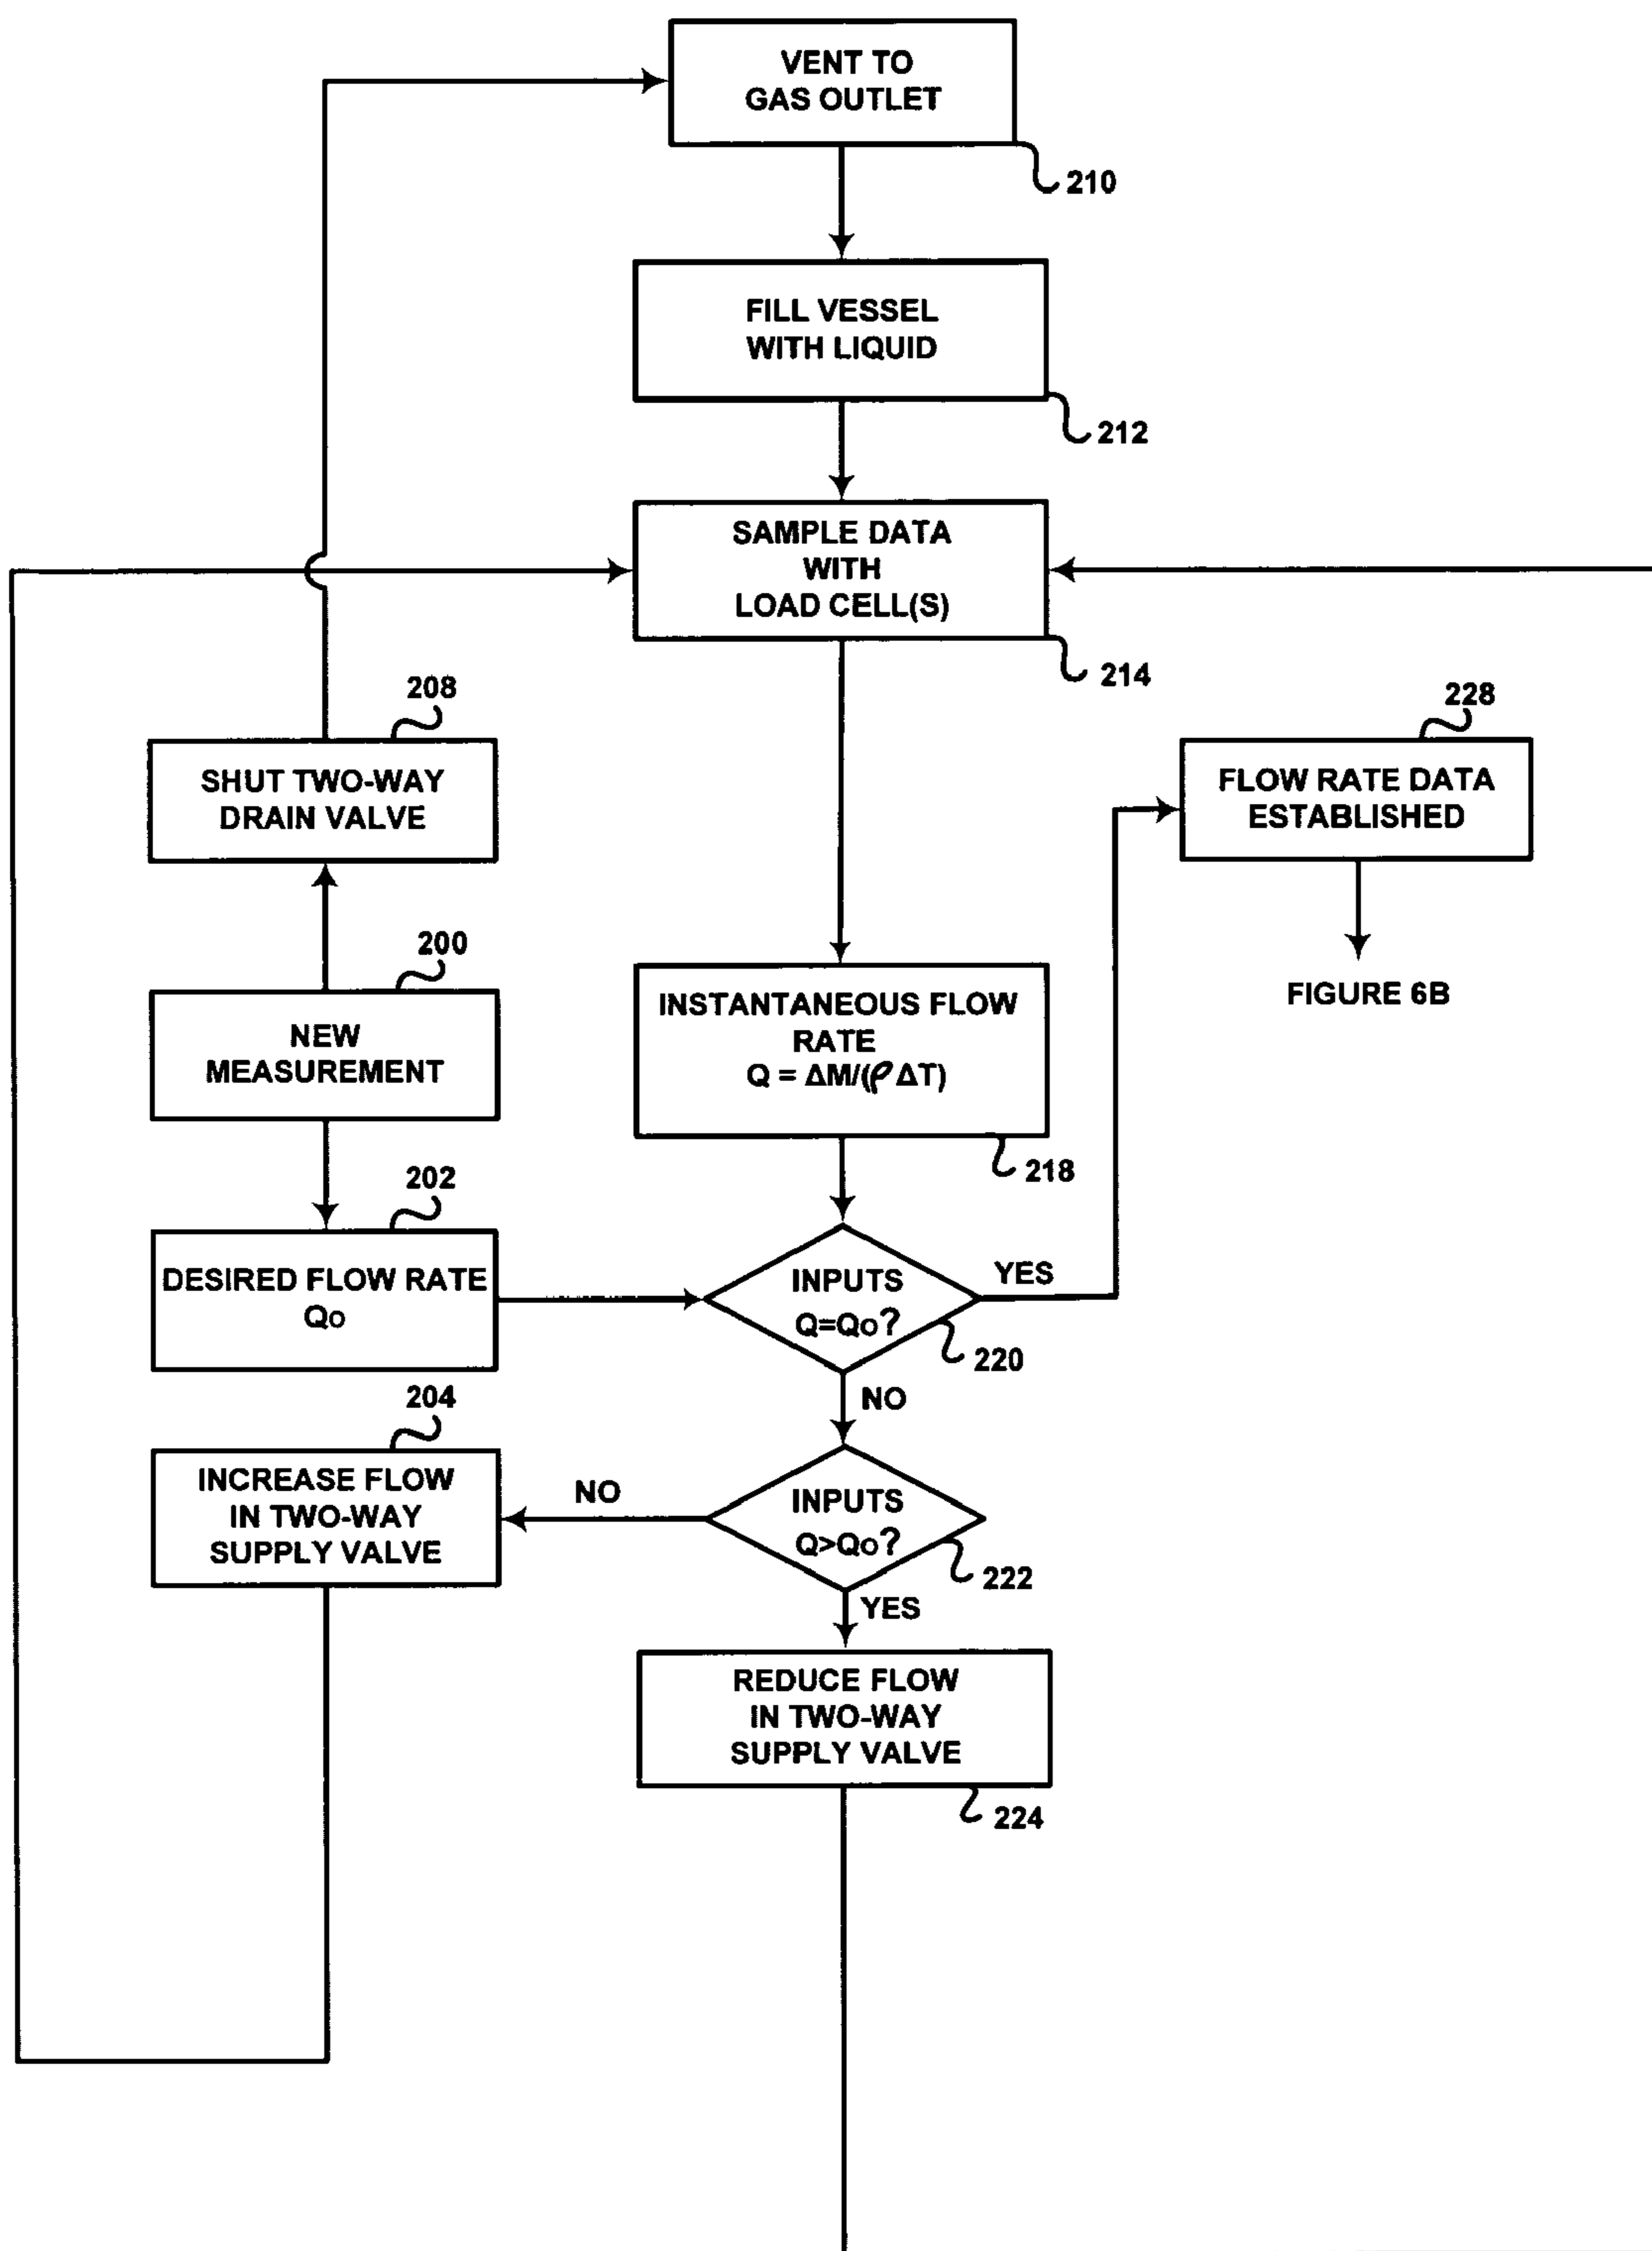 VENT TO
GAS OUTLET
210
FILL VESSEL
WITH LIQUID
212
SAMPLE DATA
WITH
LOAD CELL(S)
214
208
SHUT TWO-WAY
DRAIN VALVE
228
FLOW RATE DATA
ESTABLISHED
FIGURE 6B
200
NEW
MEASUREMENT
INSTANTANEOUS FLOW
RATE
Q = ΔM/(ρ ΔT)
218
202
DESIRED FLOW RATE
Qo
INPUTS
Q=Qo?
YES
220
NO
204
INCREASE FLOW
IN TWO-WAY
SUPPLY VALVE
NO
INPUTS
Q>Qo?
222
YES
REDUCE FLOW
IN TWO-WAY
SUPPLY VALVE
224